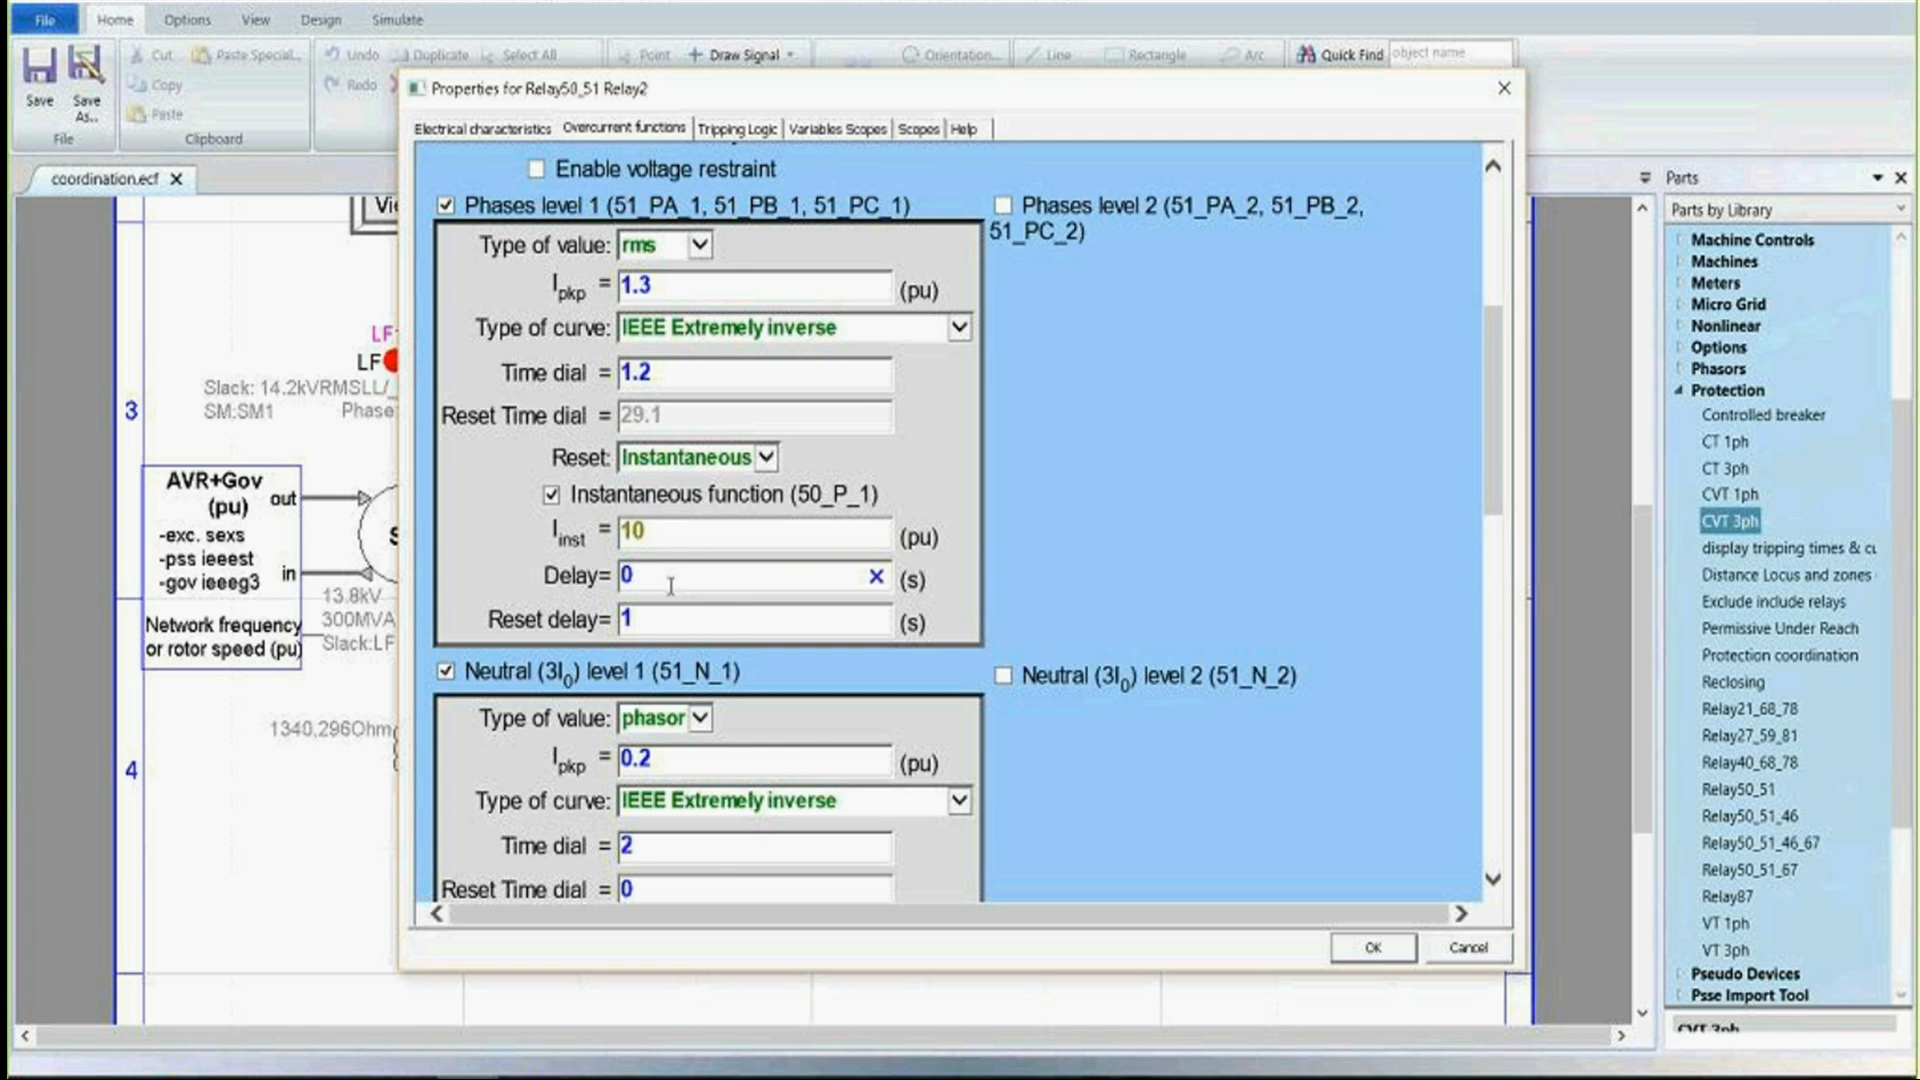 File Home Options View Design Simulate
Save Save As.. Cut Copy Paste Paste Special... Undo Redo Duplicate Select All Point Draw Signal Orientation... Line Rectangle Arc Quick Find object name
File Clipboard
Properties for Relay50_51 Relay2
Electrical characteristics Overcurrent functions Tripping Logic Variables Scopes Scopes Help
coordination.ecf
Enable voltage restraint
Phases level 1 (51_PA_1, 51_PB_1, 51_PC_1)
Type of value: rms
Ipkp = 1.3 (pu)
Type of curve: IEEE Extremely inverse
Time dial = 1.2
Reset Time dial = 29.1
Reset: Instantaneous
Instantaneous function (50_P_1)
Iinst = 10 (pu)
Delay= 0 (s)
Reset delay= 1 (s)
Phases level 2 (51_PA_2, 51_PB_2,
51_PC_2)
Neutral (3I0) level 1 (51_N_1)
Neutral (3I0) level 2 (51_N_2)
Type of value: phasor
Ipkp = 0.2 (pu)
Type of curve: IEEE Extremely inverse
Time dial = 2
Reset Time dial = 0
OK Cancel
Vi
LF
LF
Slack: 14.2kVRMSLL/_
SM:SM1 Phase
3
AVR+Gov
(pu)
out
-exc. sexs
-pss ieeest
-gov ieeeg3
in
S
13.8kV
300MVA
Slack:LF
Network frequency
or rotor speed (pu)
1340,296Ohm
4
Parts
Parts by Library
Machine Controls
Machines
Meters
Micro Grid
Nonlinear
Options
Phasors
Protection
Controlled breaker
CT 1ph
CT 3ph
CVT 1ph
CVT 3ph
display tripping times & cu
Distance Locus and zones
Exclude include relays
Permissive Under Reach
Protection coordination
Reclosing
Relay21_68_78
Relay27_59_81
Relay40_68_78
Relay50_51
Relay50_51_46
Relay50_51_46_67
Relay50_51_67
Relay87
VT 1ph
VT 3ph
Pseudo Devices
Psse Import Tool
CVT 3ph